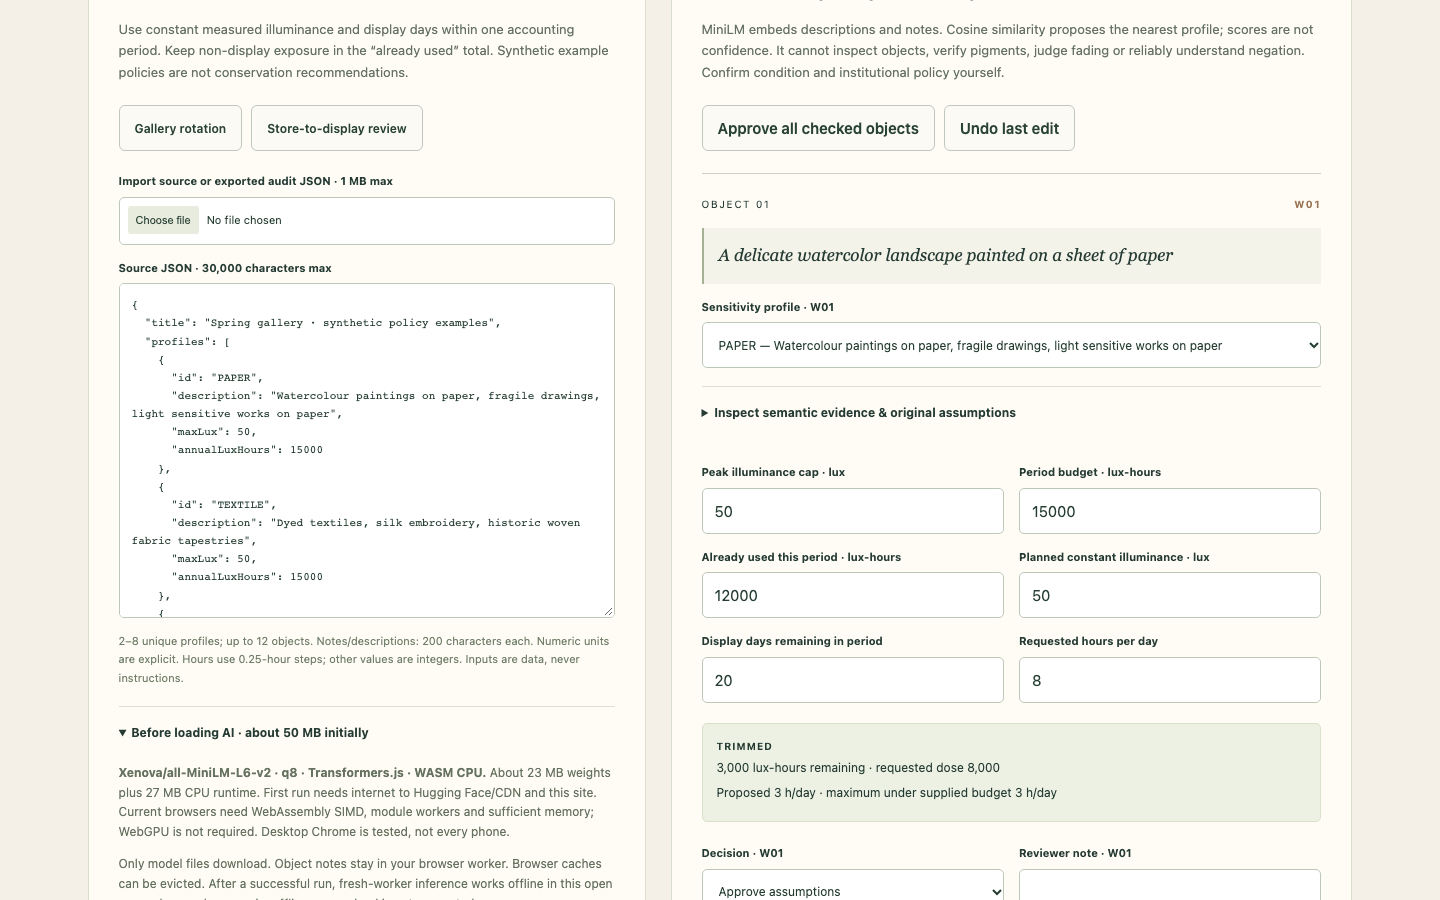 Use constant measured illuminance and display days within one accounting
period. Keep non-display exposure in the “already used” total. Synthetic example
policies are not conservation recommendations.
Gallery rotation
Store-to-display review
Import source or exported audit JSON · 1 MB max
Choose file No file chosen
Source JSON · 30,000 characters max
{
"title": "Spring gallery · synthetic policy examples",
"profiles": [
{
"id": "PAPER",
"description": "Watercolour paintings on paper, fragile drawings,
light sensitive works on paper",
"maxLux": 50,
"annualLuxHours": 15000
},
{
"id": "TEXTILE",
"description": "Dyed textiles, silk embroidery, historic woven
fabric tapestries",
"maxLux": 50,
"annualLuxHours": 15000
},
{
2–8 unique profiles; up to 12 objects. Notes/descriptions: 200 characters each. Numeric units
are explicit. Hours use 0.25-hour steps; other values are integers. Inputs are data, never
instructions.
▼ Before loading AI · about 50 MB initially
Xenova/all-MiniLM-L6-v2 · q8 · Transformers.js · WASM CPU. About 23 MB weights
plus 27 MB CPU runtime. First run needs internet to Hugging Face/CDN and this site.
Current browsers need WebAssembly SIMD, module workers and sufficient memory;
WebGPU is not required. Desktop Chrome is tested, not every phone.
Only model files download. Object notes stay in your browser worker. Browser caches
can be evicted. After a successful run, fresh-worker inference works offline in this open
MiniLM embeds descriptions and notes. Cosine similarity proposes the nearest profile; scores are not
confidence. It cannot inspect objects, verify pigments, judge fading or reliably understand negation.
Confirm condition and institutional policy yourself.
Approve all checked objects
Undo last edit
OBJECT 01
W01
A delicate watercolor landscape painted on a sheet of paper
Sensitivity profile · W01
PAPER — Watercolour paintings on paper, fragile drawings, light sensitive works on paper
▶ Inspect semantic evidence & original assumptions
Peak illuminance cap · lux
Period budget · lux-hours
50
15000
Already used this period · lux-hours
Planned constant illuminance · lux
12000
50
Display days remaining in period
Requested hours per day
20
8
TRIMMED
3,000 lux-hours remaining · requested dose 8,000
Proposed 3 h/day · maximum under supplied budget 3 h/day
Decision · W01
Reviewer note · W01
Approve assumptions